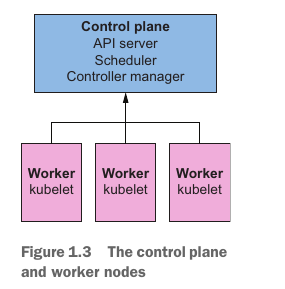 Control plane
API server
Scheduler
Controller manager
Worker
kubelet
Worker
kubelet
Worker
kubelet
Figure 1.3 The control plane
and worker nodes